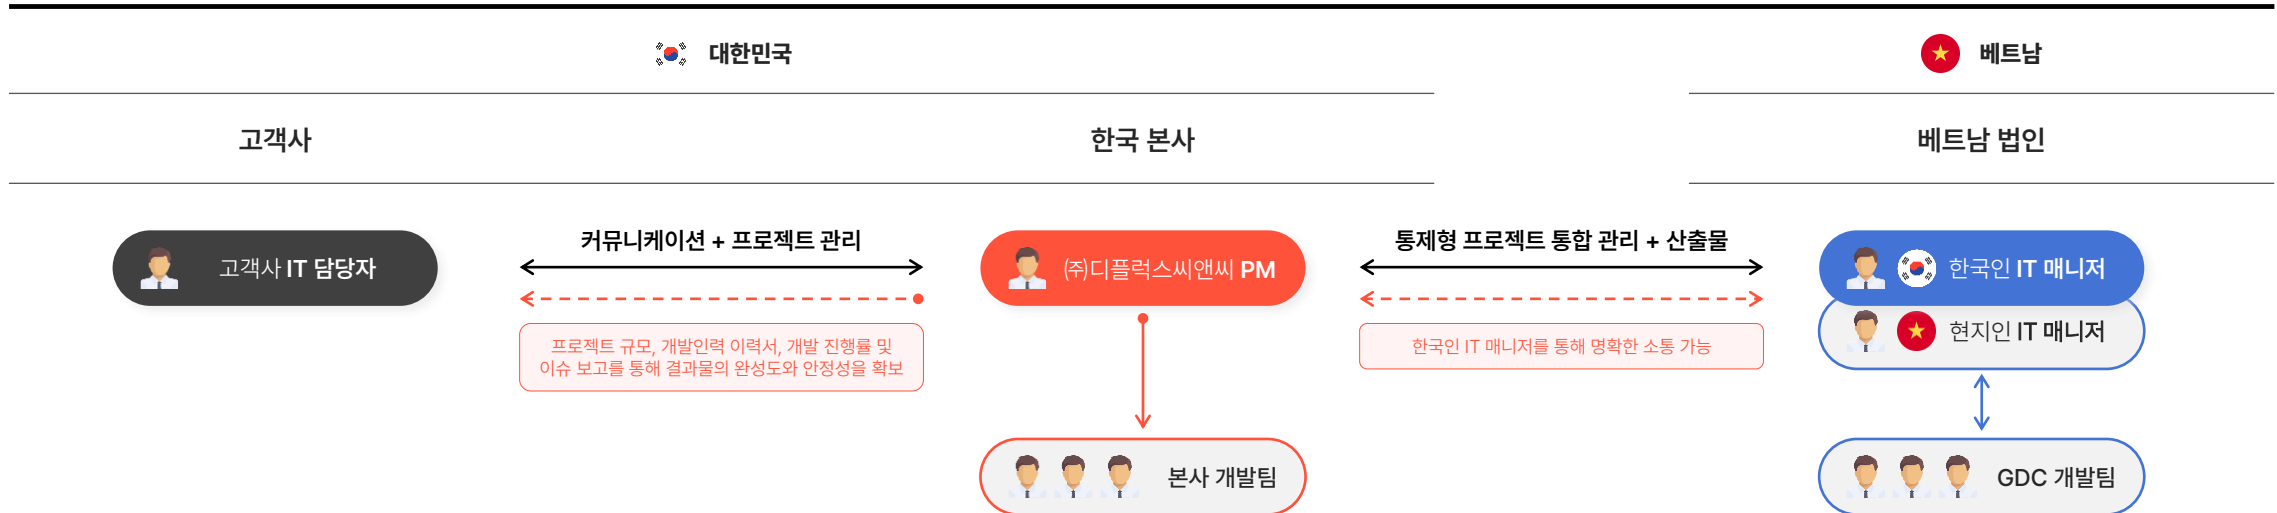 대한민국
베트남
고객사
한국 본사
베트남 법인
고객사 IT 담당자
커뮤니케이션 + 프로젝트 관리
프로젝트 규모, 개발인력 이력서, 개발 진행률 및
이슈 보고를 통해 결과물의 완성도와 안정성을 확보
㈜디플럭스씨앤씨 PM
통제형 프로젝트 통합 관리 + 산출물
한국인 IT 매니저를 통해 명확한 소통 가능
한국인 IT 매니저
현지인 IT 매니저
본사 개발팀
GDC 개발팀